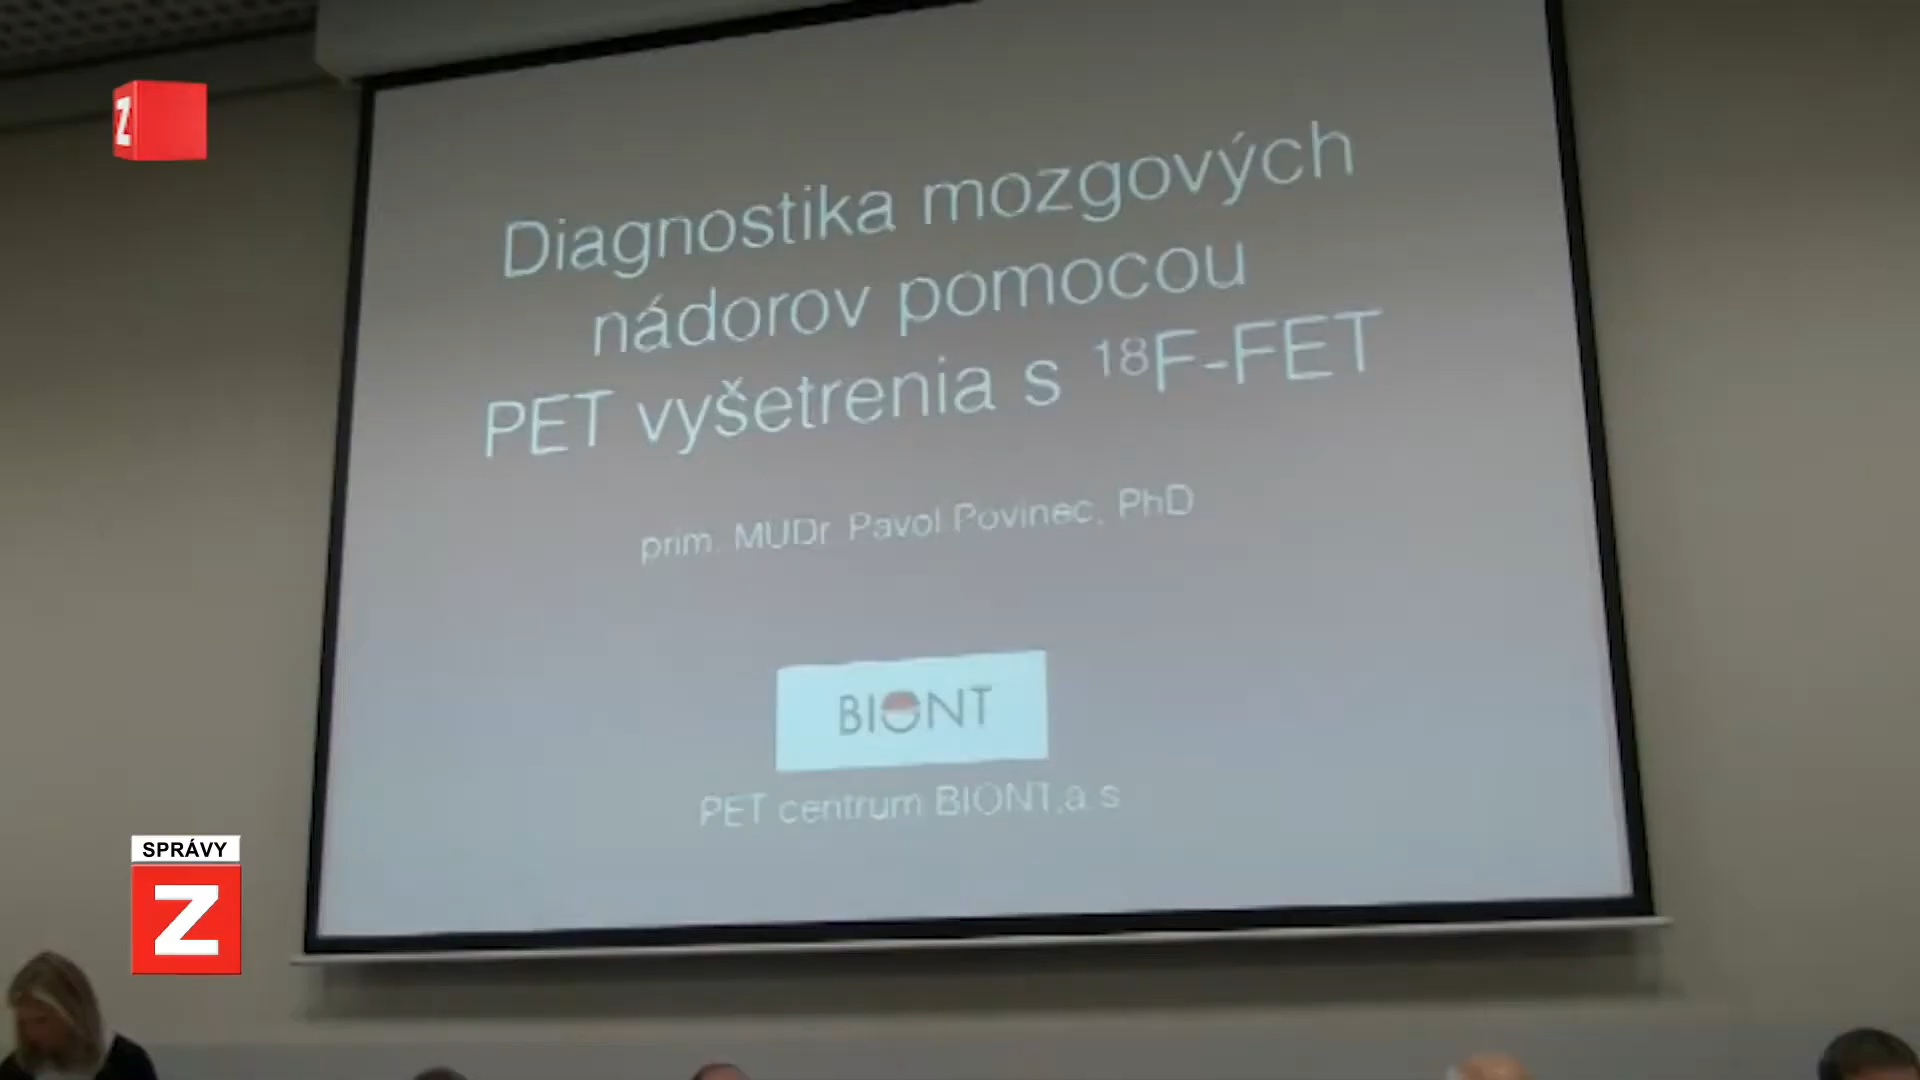 Z
Diagnostika mozgových
nádorov pomocou
PET vyšetrenia s ¹⁸F-FET
prim. MUDr Pavol Povinec, PhD
BIONT
PET centrum BIONT,a.s
SPRÁVY
Z